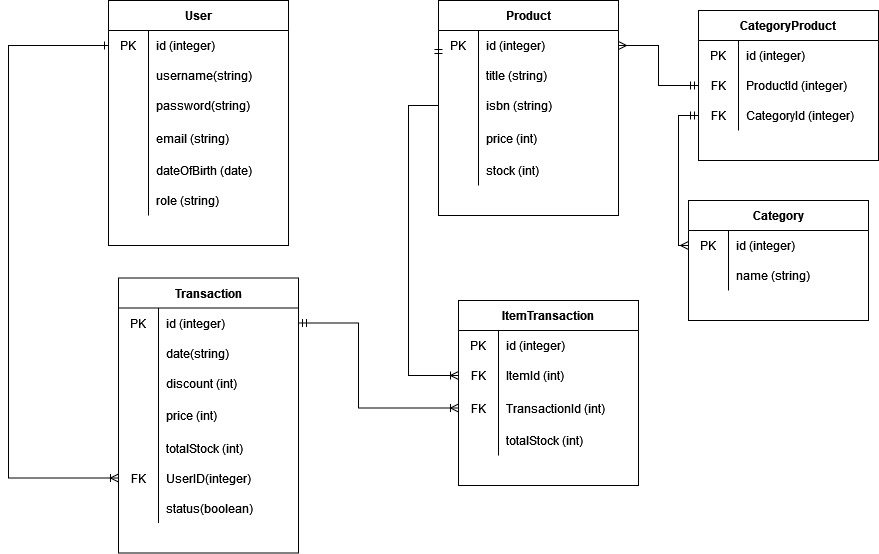 User
PK id (integer)
username(string)
password(string)
email (string)
dateOfBirth (date)
role (string)
Product
PK id (integer)
title (string)
isbn (string)
price (int)
stock (int)
CategoryProduct
PK id (integer)
FK ProductId (integer)
FK CategoryId (integer)
Category
PK id (integer)
name (string)
Transaction
PK id (integer)
date(string)
discount (int)
price (int)
totalStock (int)
FK UserID(integer)
status(boolean)
ItemTransaction
PK id (integer)
FK ItemId (int)
FK TransactionId (int)
totalStock (int)